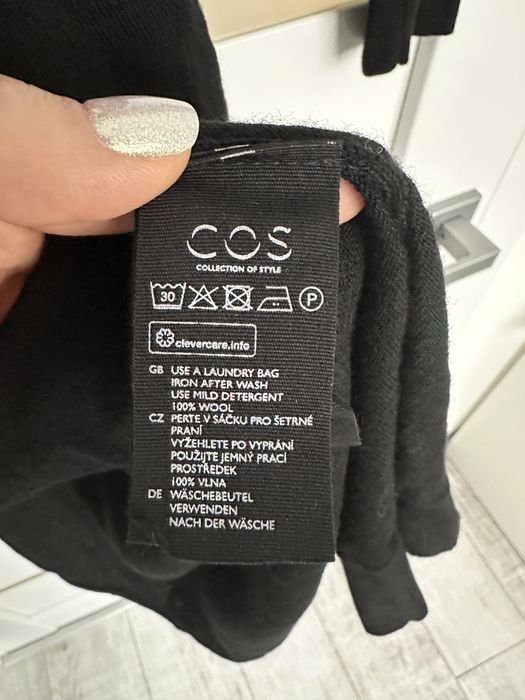 COS
COLLECTION OF STYLE
30
P
clevercare.info
GB USE A LAUNDRY BAG
IRON AFTER WASH
USE MILD DETERGENT
100% WOOL
CZ PERTE V SÁČKU PRO ŠETRNÉ
PRANÍ
VYŽEHLETE PO VYPRÁNÍ
POUŽIJTE JEMNÝ PRACÍ
PROSTŘEDEK
100% VLNA
DE WÄSCHEBEUTEL
VERWENDEN
NACH DER WÄSCHE